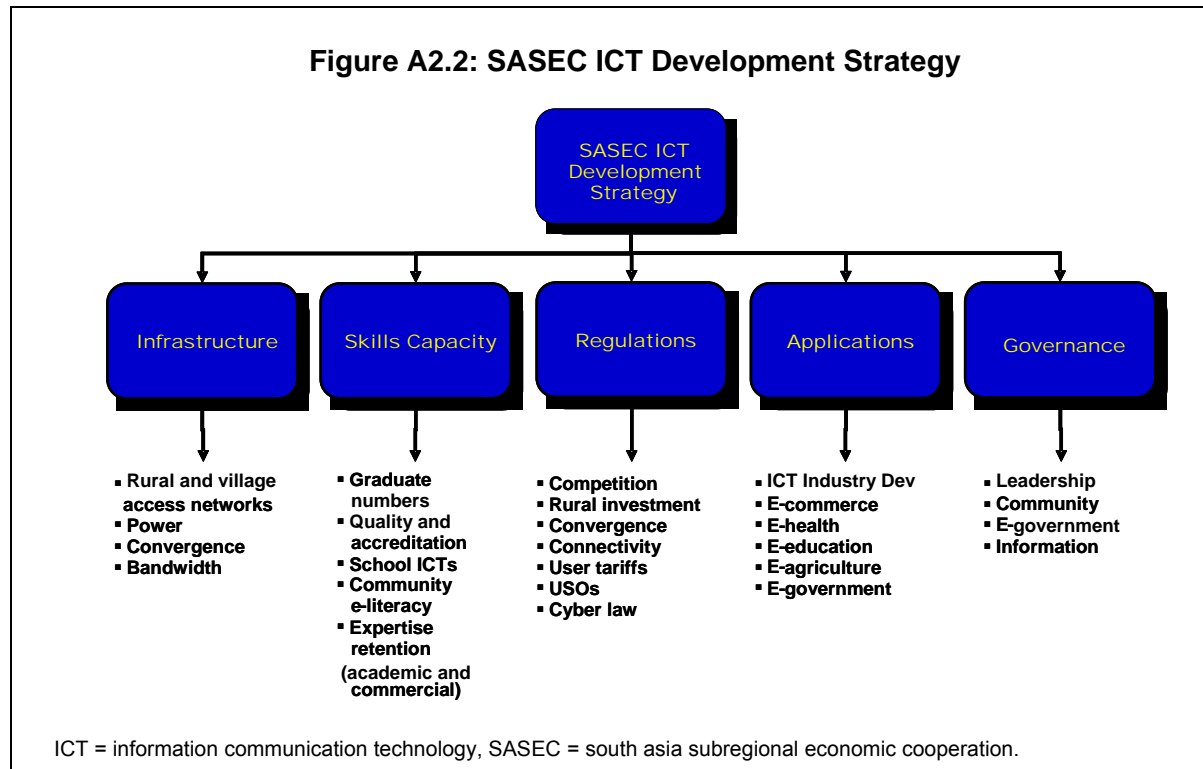 Figure A2.2: SASEC ICT Development Strategy
SASEC ICT
Development
Strategy
Infrastructure
Skills Capacity
Regulations
Applications
Governance
▪ Rural and village
access networks
▪ Power
▪ Convergence
▪ Bandwidth
▪ Graduate
numbers
▪ Quality and
accreditation
▪ School ICTs
▪ Community
e-literacy
▪ Expertise
retention
(academic and
commercial)
▪ Competition
▪ Rural investment
▪ Convergence
▪ Connectivity
▪ User tariffs
▪ USOs
▪ Cyber law
▪ ICT Industry Dev
▪ E-commerce
▪ E-health
▪ E-education
▪ E-agriculture
▪ E-government
▪ Leadership
▪ Community
▪ E-government
▪ Information
ICT = information communication technology, SASEC = south asia subregional economic cooperation.